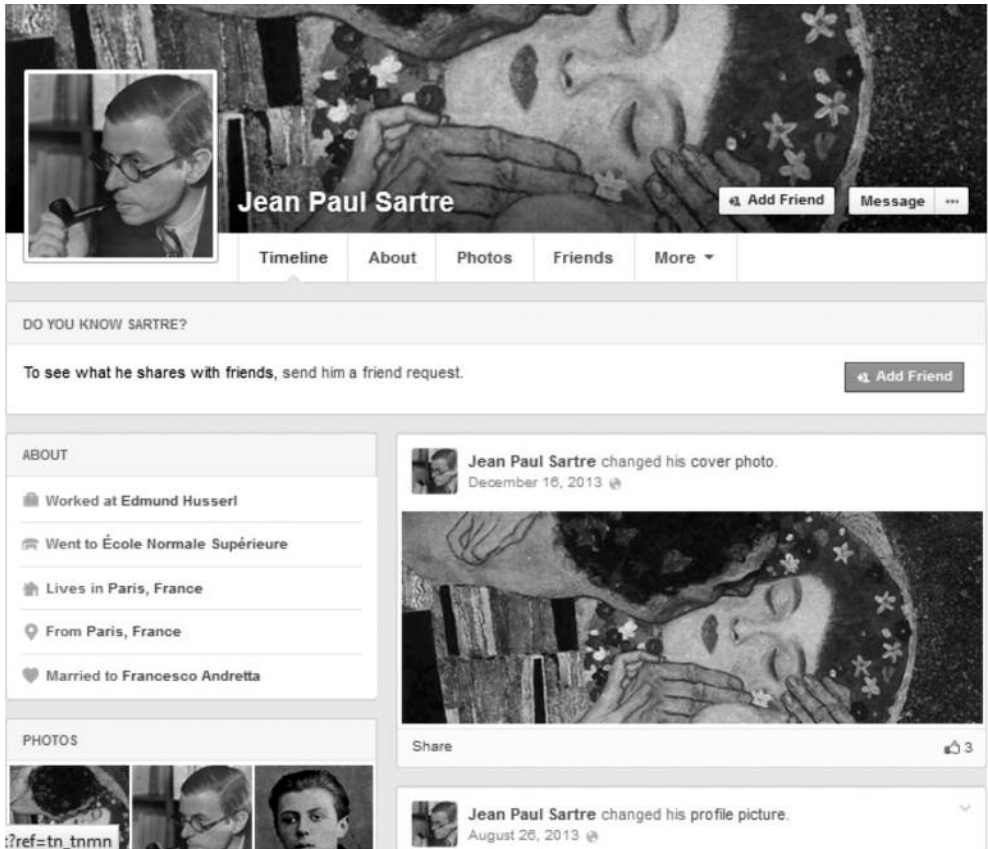 Jean Paul Sartre
Add Friend
Message ...
Timeline About Photos Friends More
DO YOU KNOW SARTRE?
To see what he shares with friends, send him a friend request.
Add Friend
ABOUT
Worked at Edmund Husserl
Went to École Normale Supérieure
Lives in Paris, France
From Paris, France
Married to Francesco Andretta
PHOTOS
:?ref=tn_tnmn
Jean Paul Sartre changed his cover photo.
December 16, 2013
Share 3
Jean Paul Sartre changed his profile picture.
August 26, 2013